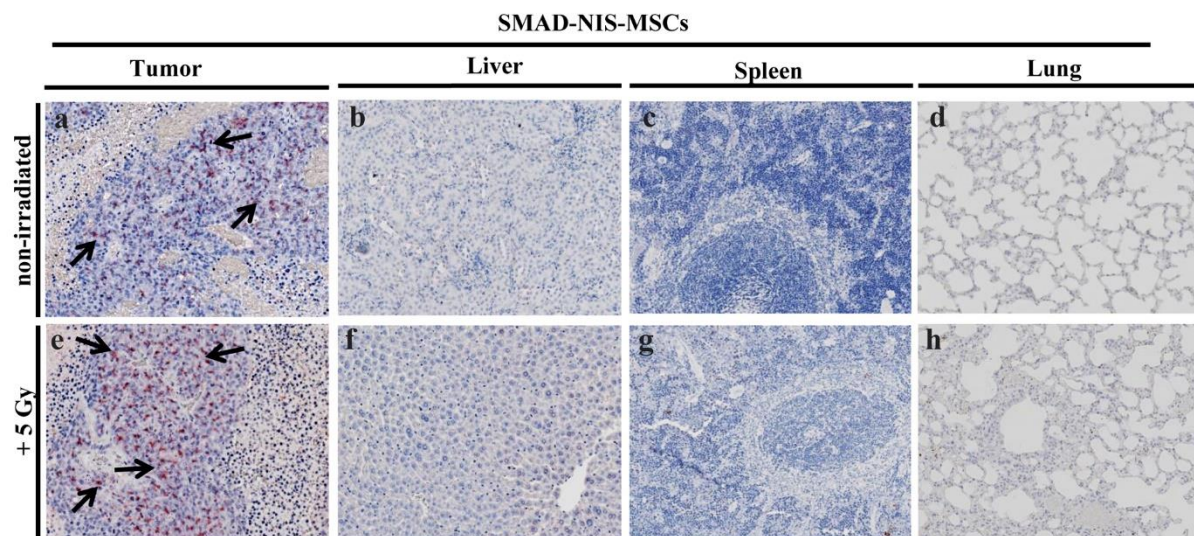 SMAD-NIS-MSCs
Tumor Liver Spleen Lung
non-irradiated
a b c d
+ 5 Gy
e f g h